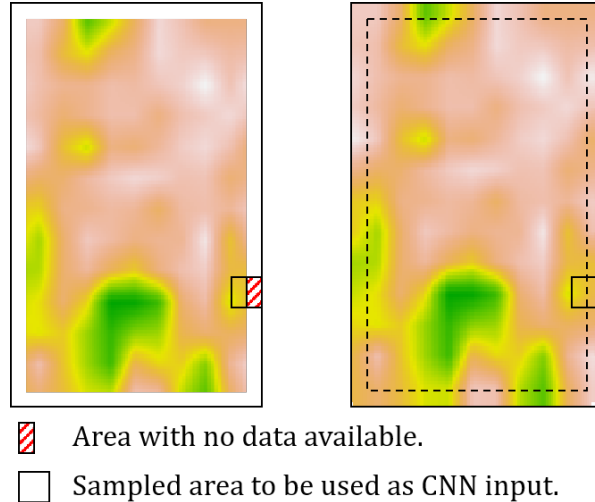 Area with no data available.
Sampled area to be used as CNN input.